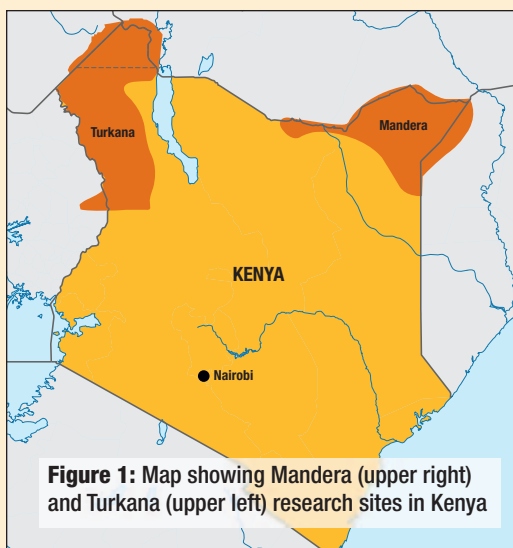 Turkana
Mandera
KENYA
Nairobi
Figure 1: Map showing Mandera (upper right)
and Turkana (upper left) research sites in Kenya